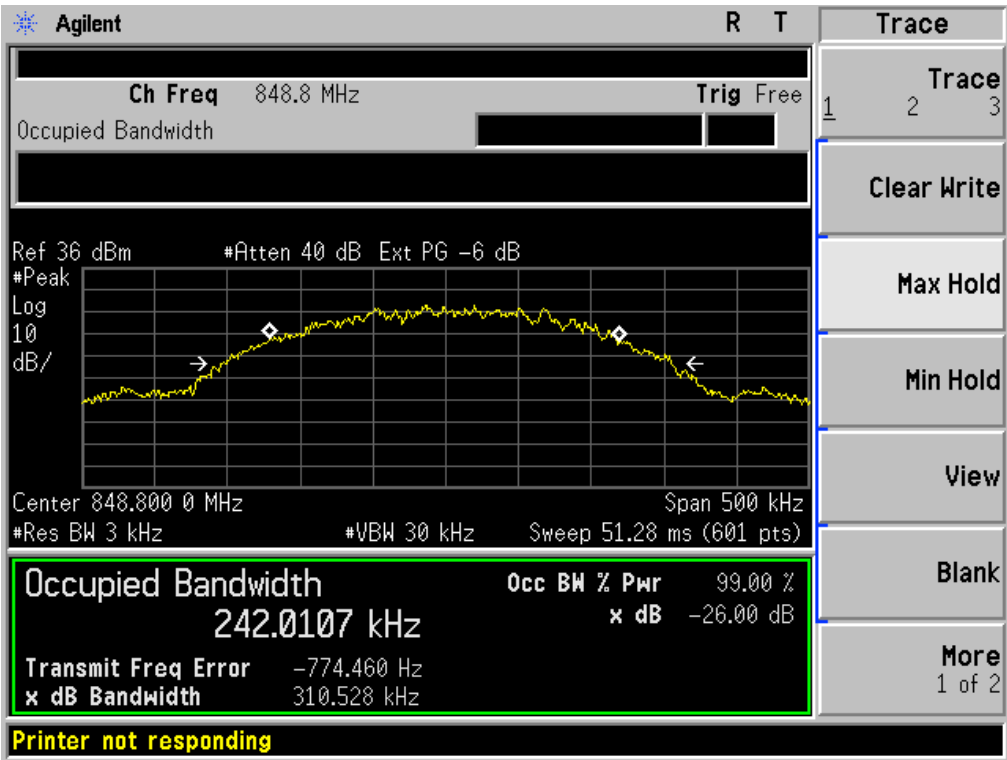 Agilent R T
Ch Freq 848.8 MHz Trig Free
Occupied Bandwidth
Ref 36 dBm #Atten 40 dB Ext PG -6 dB
#Peak
Log
10
dB/
Center 848.800 0 MHz Span 500 kHz
#Res BW 3 kHz #VBW 30 kHz Sweep 51.28 ms (601 pts)
Occupied Bandwidth Occ BW % Pwr 99.00 %
242.0107 kHz x dB -26.00 dB
Transmit Freq Error -774.460 Hz
x dB Bandwidth 310.528 kHz
Printer not responding
Trace
Trace
1 2 3
Clear Write
Max Hold
Min Hold
View
Blank
More
1 of 2